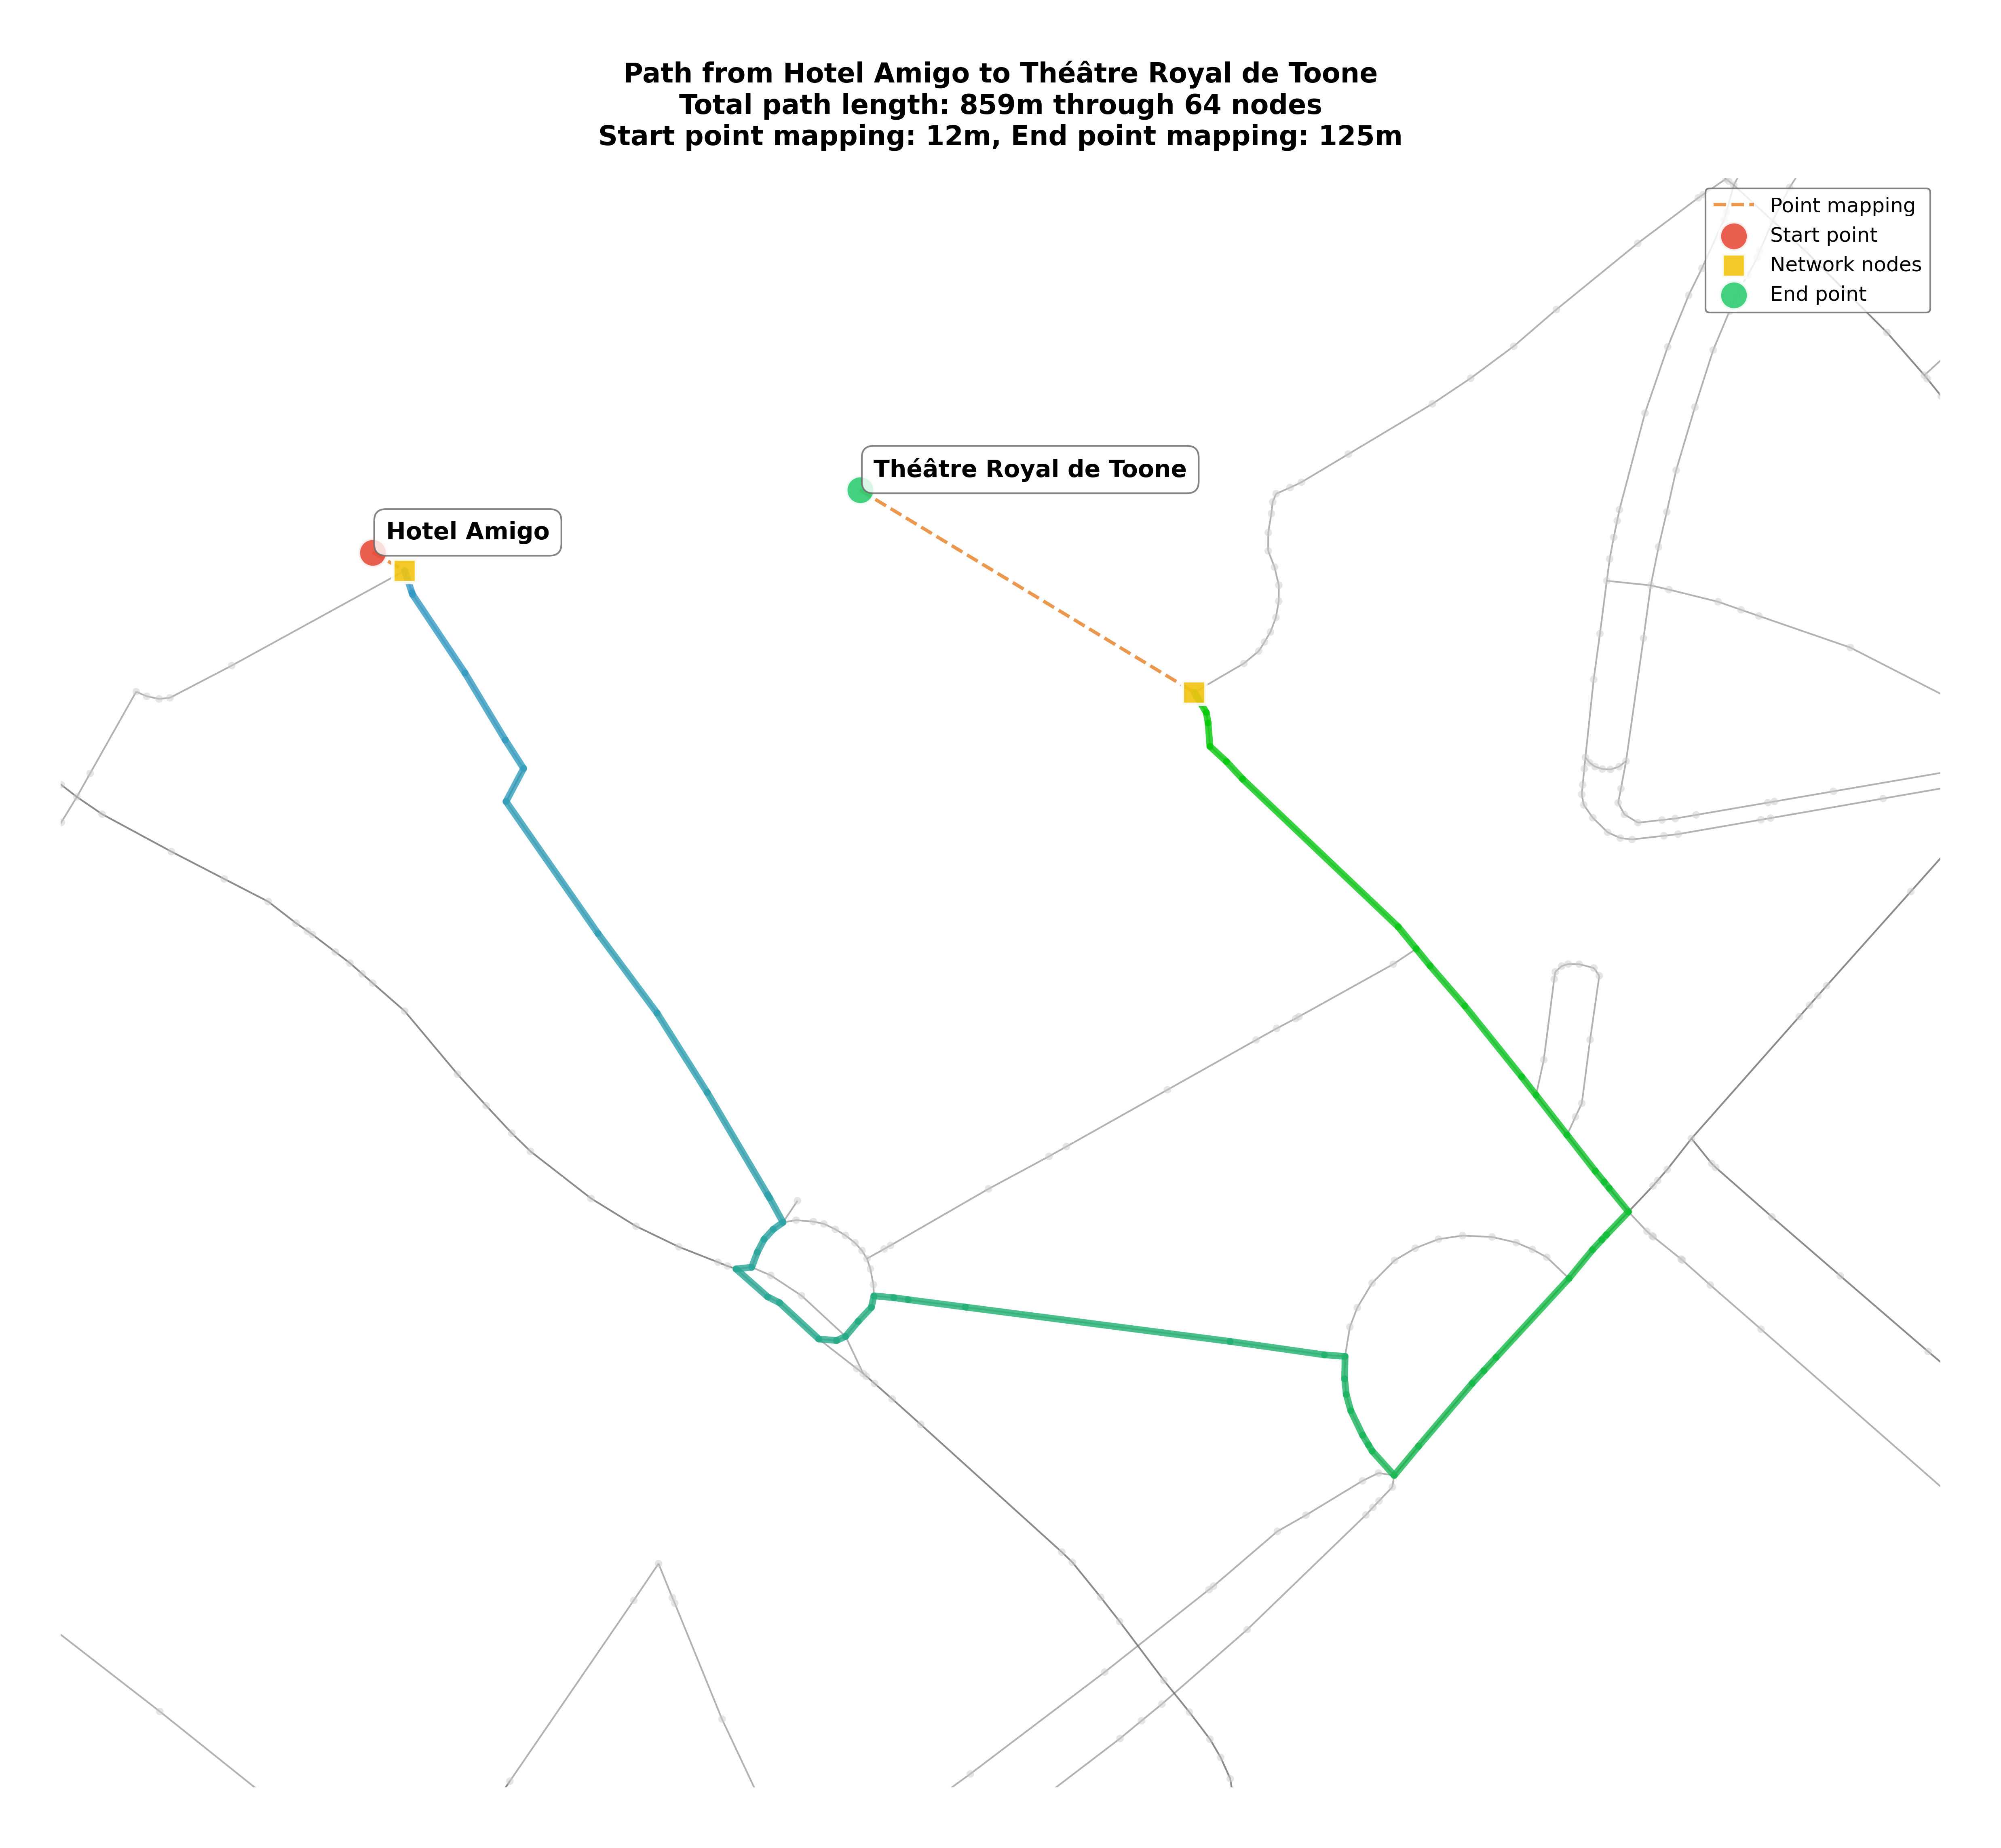 Path from Hotel Amigo to Théâtre Royal de Toone
Total path length: 859m through 64 nodes
Start point mapping: 12m, End point mapping: 125m
Point mapping
Start point
Network nodes
End point
Théâtre Royal de Toone
Hotel Amigo